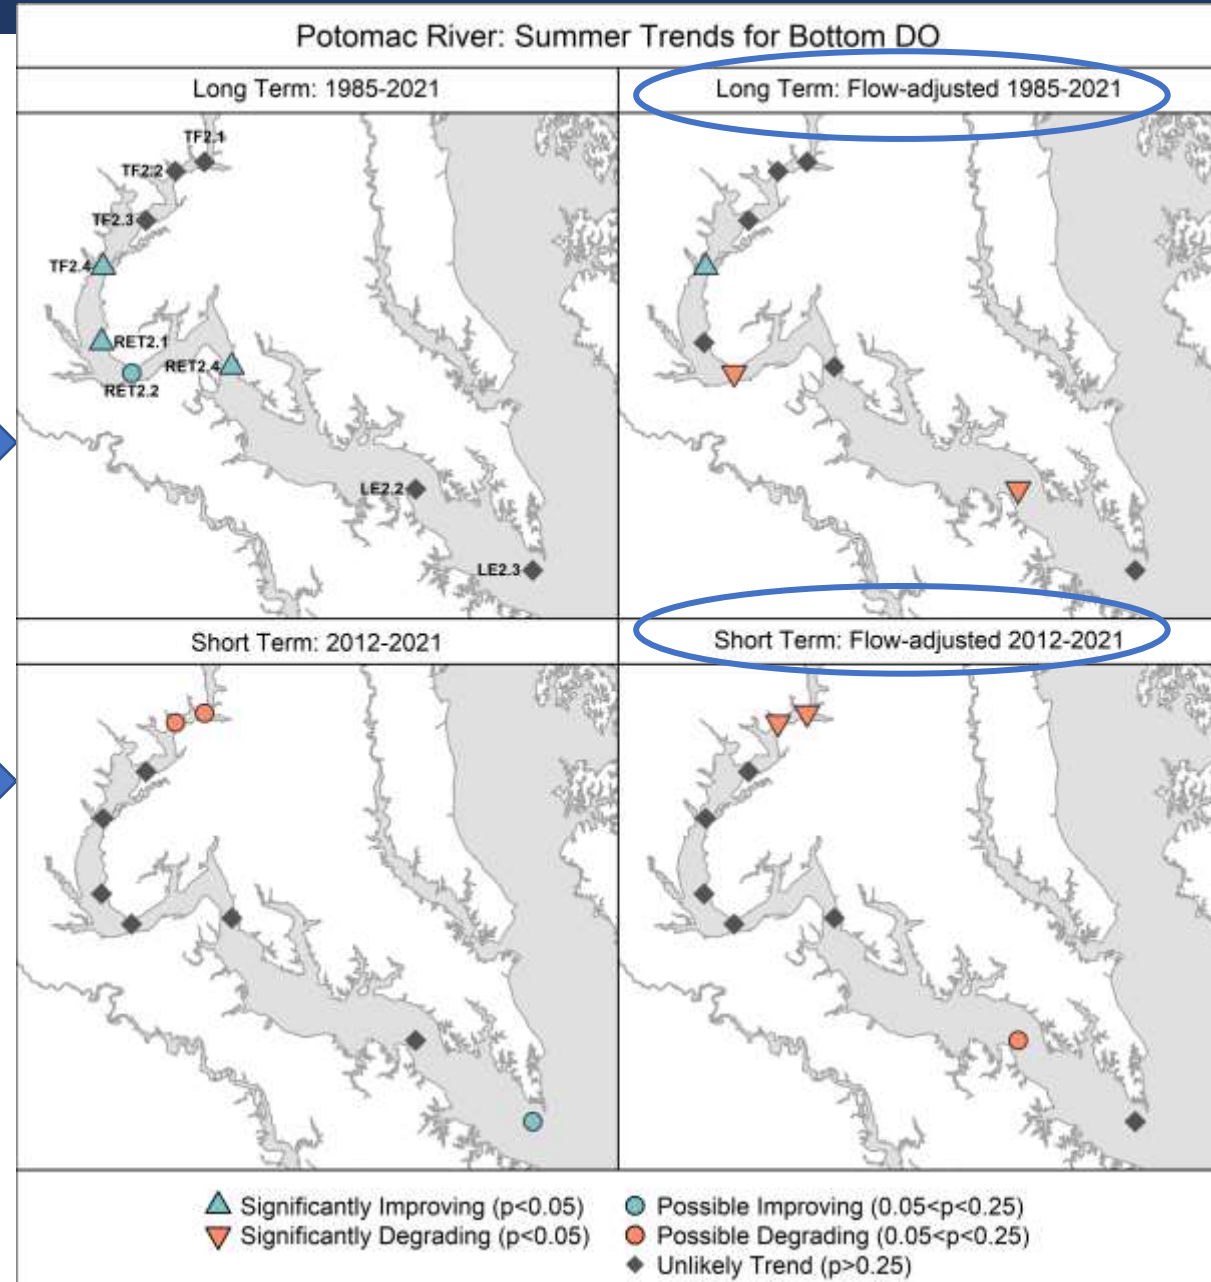 Potomac River: Summer Trends for Bottom DO
Long Term: 1985-2021
Long Term: Flow-adjusted 1985-2021
TF2.1
TF2.2
TF2.3
TF2.4
RET2.1
RET2.4
RET2.2
LE2.2
LE2.3
Short Term: 2012-2021
Short Term: Flow-adjusted 2012-2021
Significantly Improving (p<0.05)
Possible Improving (0.05<p<0.25)
Significantly Degrading (p<0.05)
Possible Degrading (0.05<p<0.25)
Unlikely Trend (p>0.25)